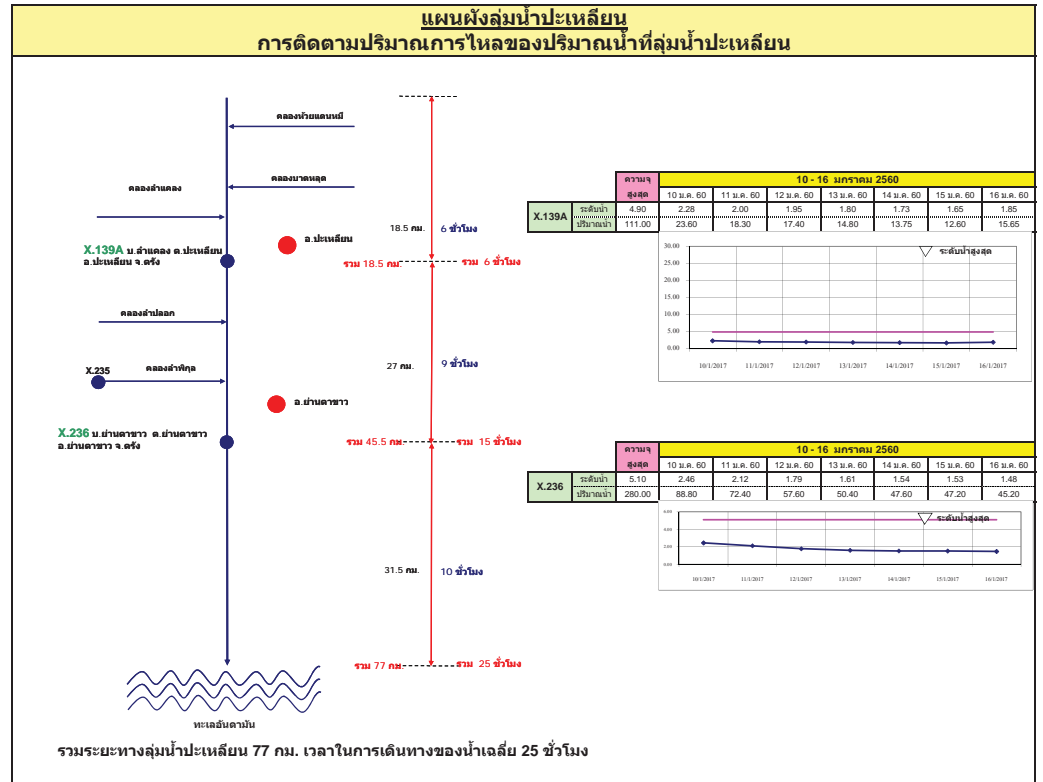 แผนผังลุ่มน้ำปะเหลียน
การติดตามปริมาณการไหลของปริมาณน้ำที่ลุ่มน้ำปะเหลียน
คลองห้วยแดนหมี
คลองบาดหลุด
คลองลำแคลง
18.5 กม. 6 ชั่วโมง
อ.ปะเหลียน
X.139A บ.ลำแคลง ต.ปะเหลียน
อ.ปะเหลียน จ.ตรัง
รวม 18.5 กม. รวม 6 ชั่วโมง
คลองลำปลอก
X.235 คลองลำพิกุล
27 กม. 9 ชั่วโมง
อ.ย่านตาขาว
X.236 บ.ย่านตาขาว ต.ย่านตาขาว
อ.ย่านตาขาว จ.ตรัง
รวม 45.5 กม. รวม 15 ชั่วโมง
31.5 กม. 10 ชั่วโมง
รวม 77 กม. รวม 25 ชั่วโมง
ทะเลอันดามัน
รวมระยะทางลุ่มน้ำปะเหลียน 77 กม. เวลาในการเดินทางของน้ำเฉลี่ย 25 ชั่วโมง
ความจุ 10 - 16 มกราคม 2560
สูงสุด 10 ม.ค. 60 11 ม.ค. 60 12 ม.ค. 60 13 ม.ค. 60 14 ม.ค. 60 15 ม.ค. 60 16 ม.ค. 60
X.139A
ระดับน้ำ 4.90 2.28 2.00 1.95 1.80 1.73 1.65 1.85
ปริมาณน้ำ 111.00 23.60 18.30 17.40 14.80 13.75 12.60 15.65
ระดับน้ำสูงสุด
30.00
25.00
20.00
15.00
10.00
5.00
0.00
10/1/2017 11/1/2017 12/1/2017 13/1/2017 14/1/2017 15/1/2017 16/1/2017
ความจุ 10 - 16 มกราคม 2560
สูงสุด 10 ม.ค. 60 11 ม.ค. 60 12 ม.ค. 60 13 ม.ค. 60 14 ม.ค. 60 15 ม.ค. 60 16 ม.ค. 60
X.236
ระดับน้ำ 5.10 2.46 2.12 1.79 1.61 1.54 1.53 1.48
ปริมาณน้ำ 280.00 88.80 72.40 57.60 50.40 47.60 47.20 45.20
ระดับน้ำสูงสุด
6.00
4.00
2.00
0.00
10/1/2017 11/1/2017 12/1/2017 13/1/2017 14/1/2017 15/1/2017 16/1/2017